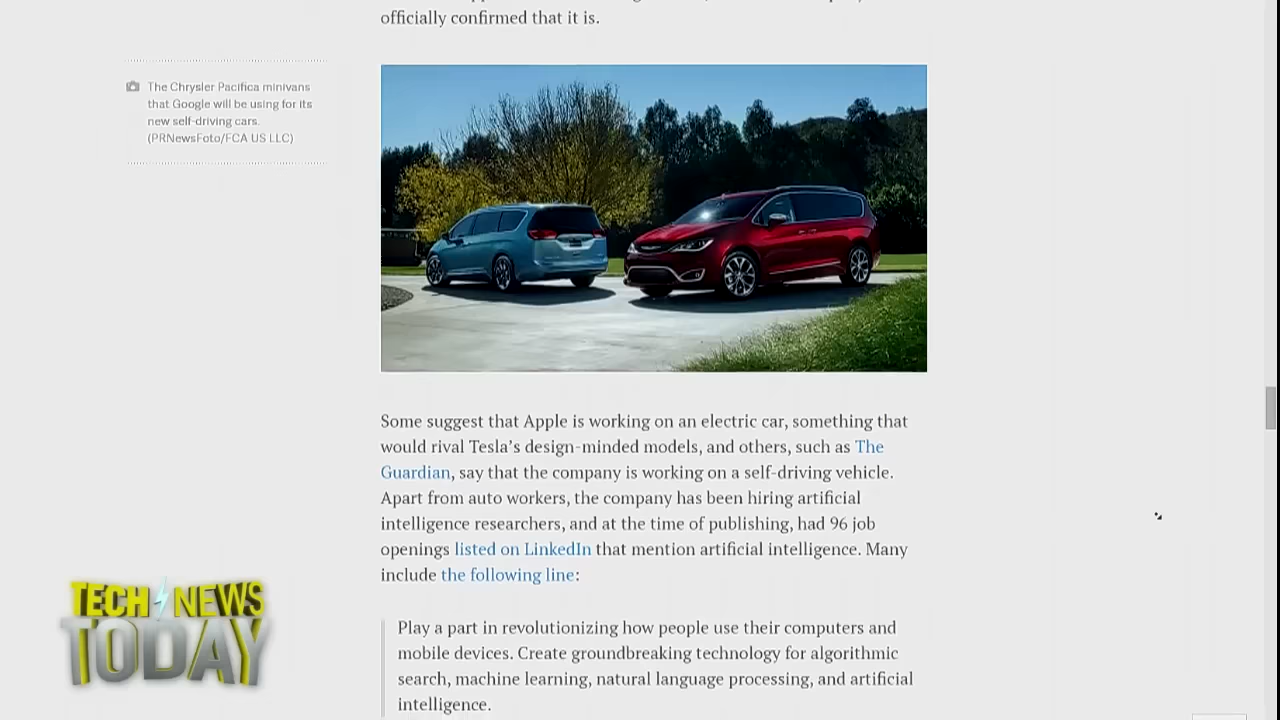 officially confirmed that it is.
The Chrysler Pacifica minivans
that Google will be using for its
new self-driving cars.
(PRNewsFoto/FCA US LLC)
Some suggest that Apple is working on an electric car, something that
would rival Tesla's design-minded models, and others, such as The
Guardian, say that the company is working on a self-driving vehicle.
Apart from auto workers, the company has been hiring artificial
intelligence researchers, and at the time of publishing, had 96 job
openings listed on LinkedIn that mention artificial intelligence. Many
include the following line:
Play a part in revolutionizing how people use their computers and
mobile devices. Create groundbreaking technology for algorithmic
search, machine learning, natural language processing, and artificial
intelligence.
TECH NEWS
TODAY